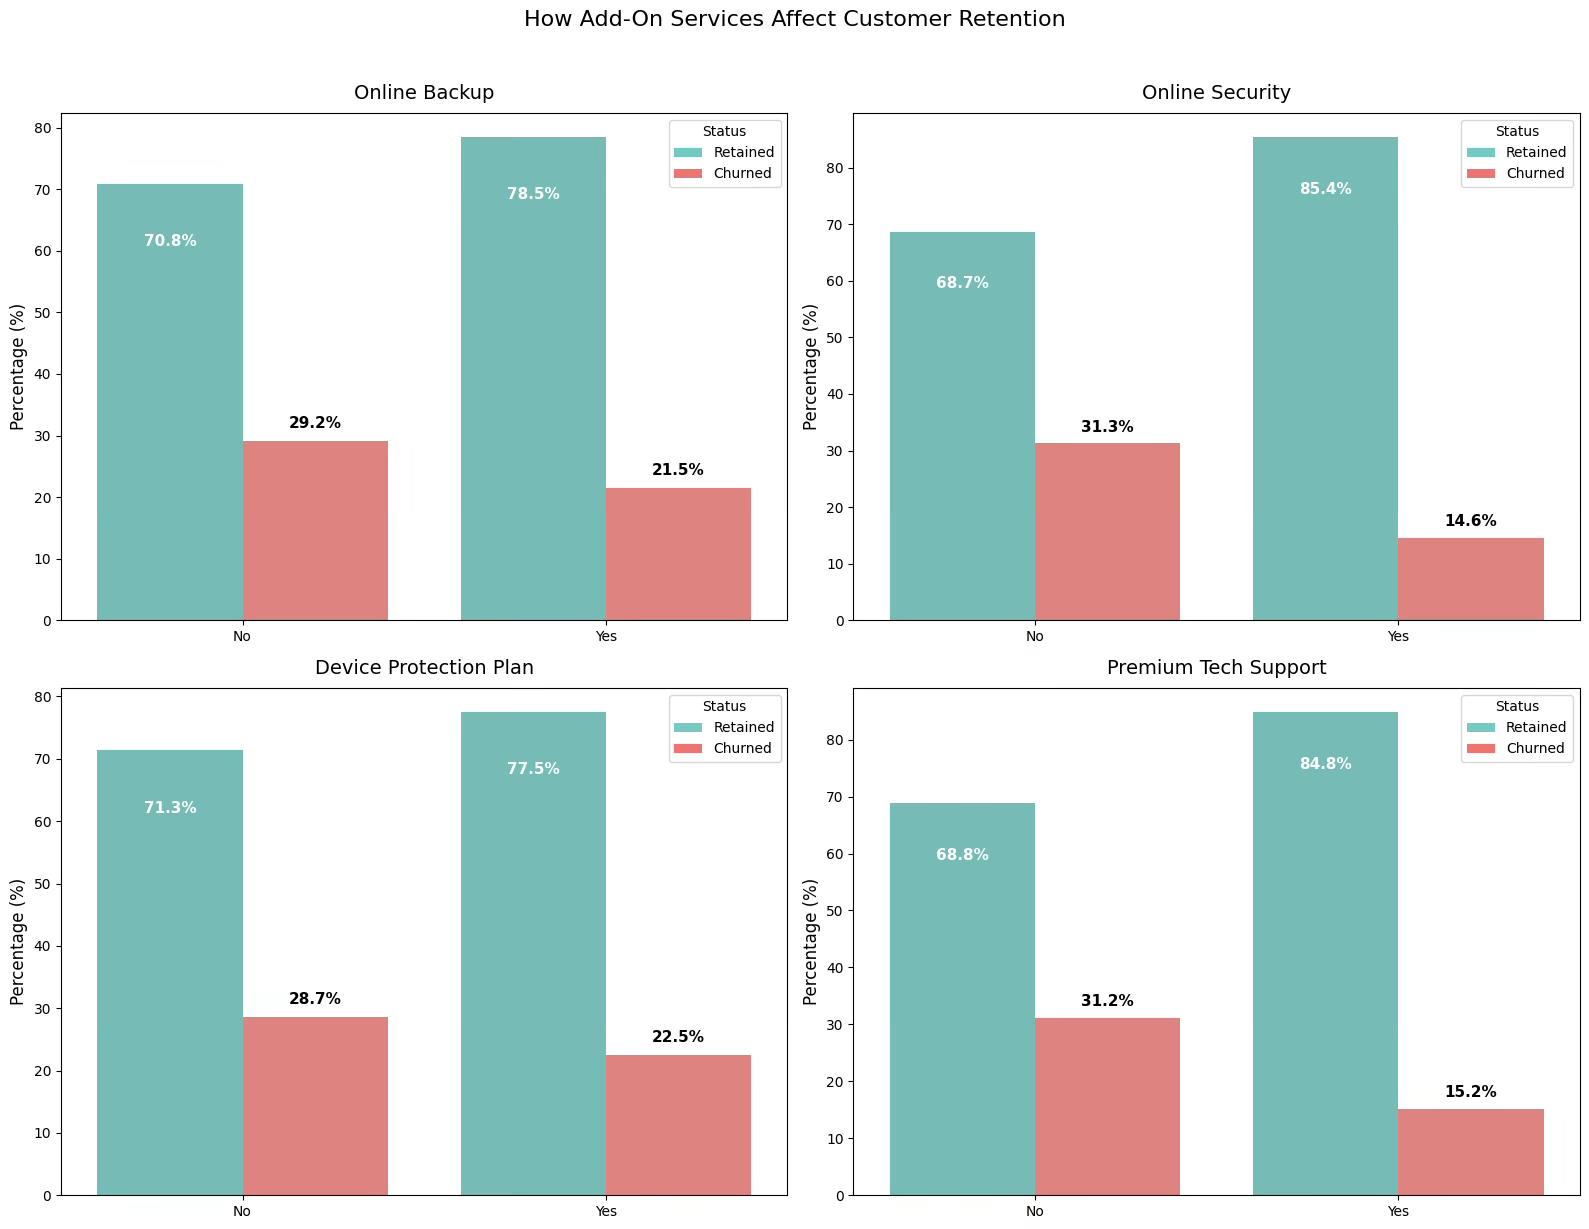 How Add-On Services Affect Customer Retention
Online Backup
Percentage (%)
80
70
60
50
40
30
20
10
0
Status
Retained
Churned
70.8%
29.2%
78.5%
21.5%
No
Yes
Online Security
Percentage (%)
80
70
60
50
40
30
20
10
0
Status
Retained
Churned
68.7%
31.3%
85.4%
14.6%
No
Yes
Device Protection Plan
Percentage (%)
80
70
60
50
40
30
20
10
0
Status
Retained
Churned
71.3%
28.7%
77.5%
22.5%
No
Yes
Premium Tech Support
Percentage (%)
80
70
60
50
40
30
20
10
0
Status
Retained
Churned
68.8%
31.2%
84.8%
15.2%
No
Yes